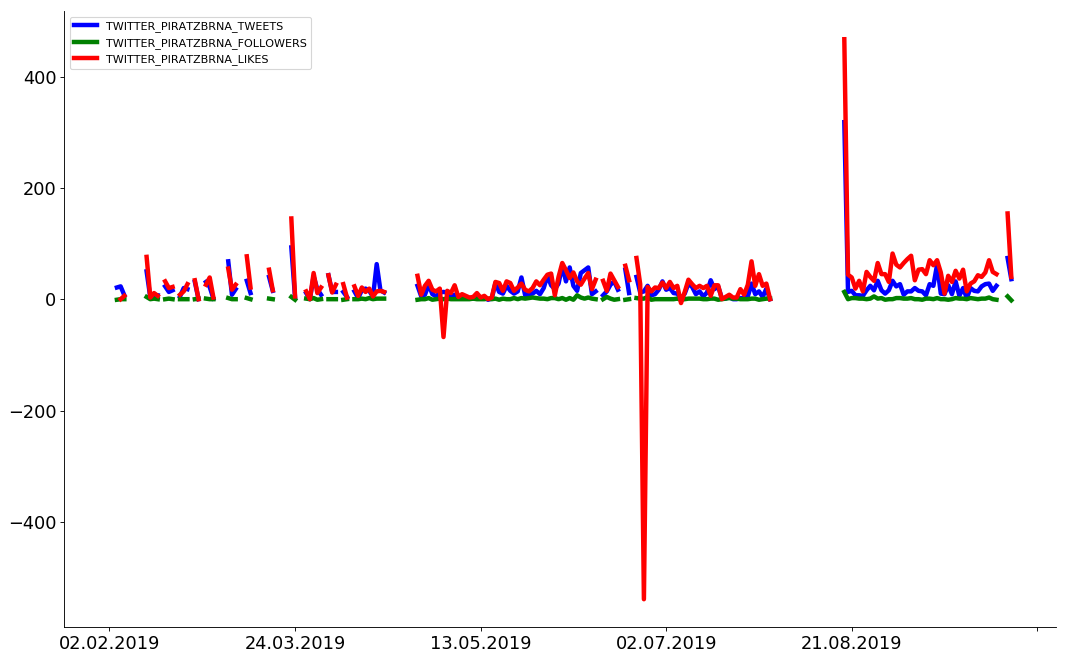 TWITTER_PIRATZBRNA_TWEETS
TWITTER_PIRATZBRNA_FOLLOWERS
TWITTER_PIRATZBRNA_LIKES
400
200
0
−200
−400
02.02.2019 24.03.2019 13.05.2019 02.07.2019 21.08.2019